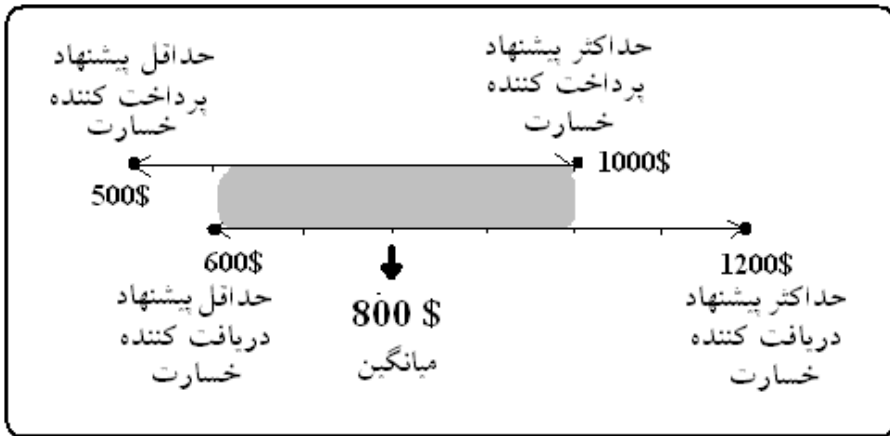 حداقل پیشنهاد
پرداخت کننده
خسارت
حداکثر پیشنهاد
پرداخت کننده
خسارت
500$
1000$
600$
1200$
حداقل پیشنهاد
دریافت کننده
خسارت
800 $
میانگین
حداکثر پیشنهاد
دریافت کننده
خسارت